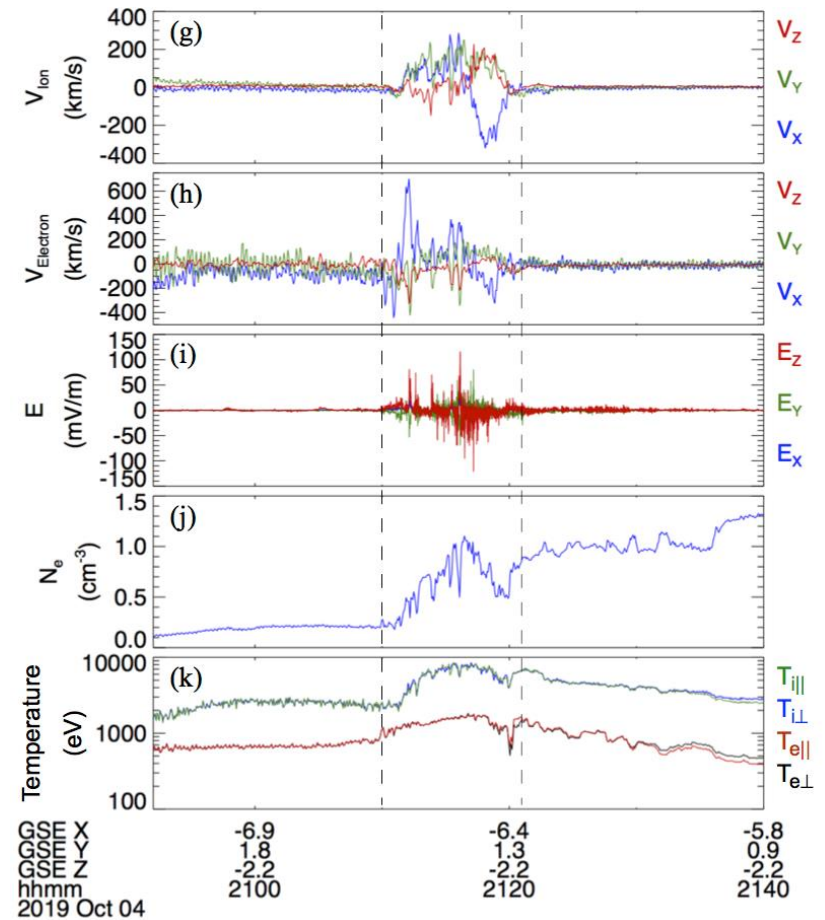 400
(g)
V_Z
200
V_Ion
(km/s)
0
V_Y
-200
V_X
-400
600
(h)
V_Z
400
V_Electron
(km/s)
200
V_Y
0
-200
V_X
-400
150
(i)
E_Z
100
E
(mV/m)
50
0
E_Y
-50
-100
E_X
-150
1.5
(j)
N_e
(cm^-3)
1.0
0.5
0.0
10000
(k)
T_i||
Temperature
(eV)
1000
T_i⊥
T_e||
100
T_e⊥
GSE X -6.9 -6.4 -5.8
GSE Y 1.8 1.3 0.9
GSE Z -2.2 -2.2 -2.2
hhmm 2100 2120 2140
2019 Oct 04